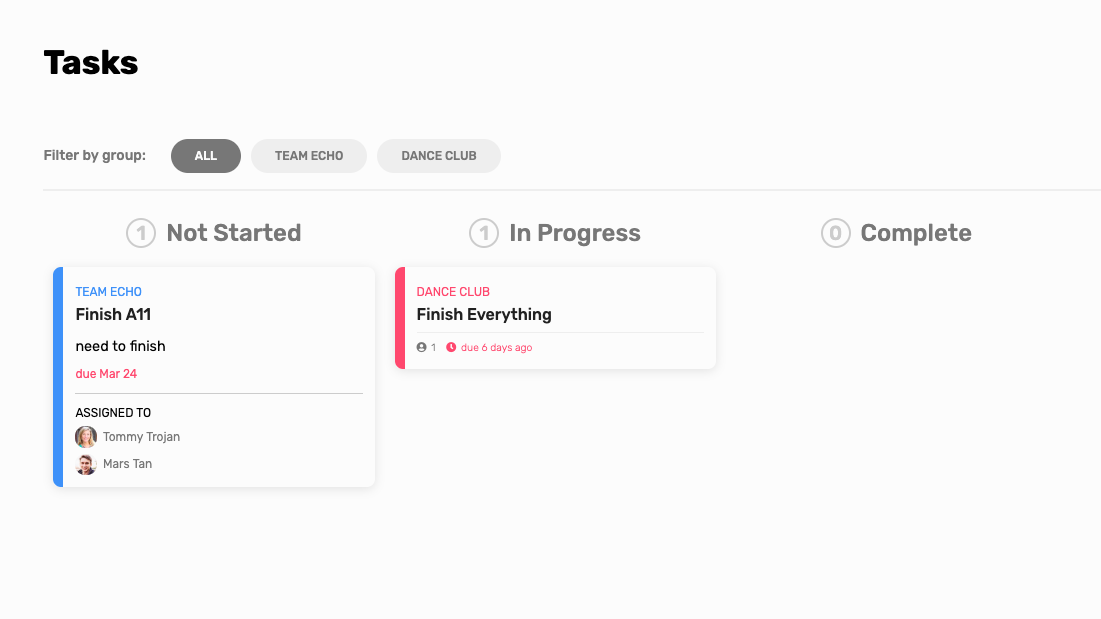 Tasks
Filter by group: ALL TEAM ECHO DANCE CLUB
1 Not Started
1 In Progress
0 Complete
TEAM ECHO
Finish A11
need to finish
due Mar 24
ASSIGNED TO
Tommy Trojan
Mars Tan
DANCE CLUB
Finish Everything
1 due 6 days ago